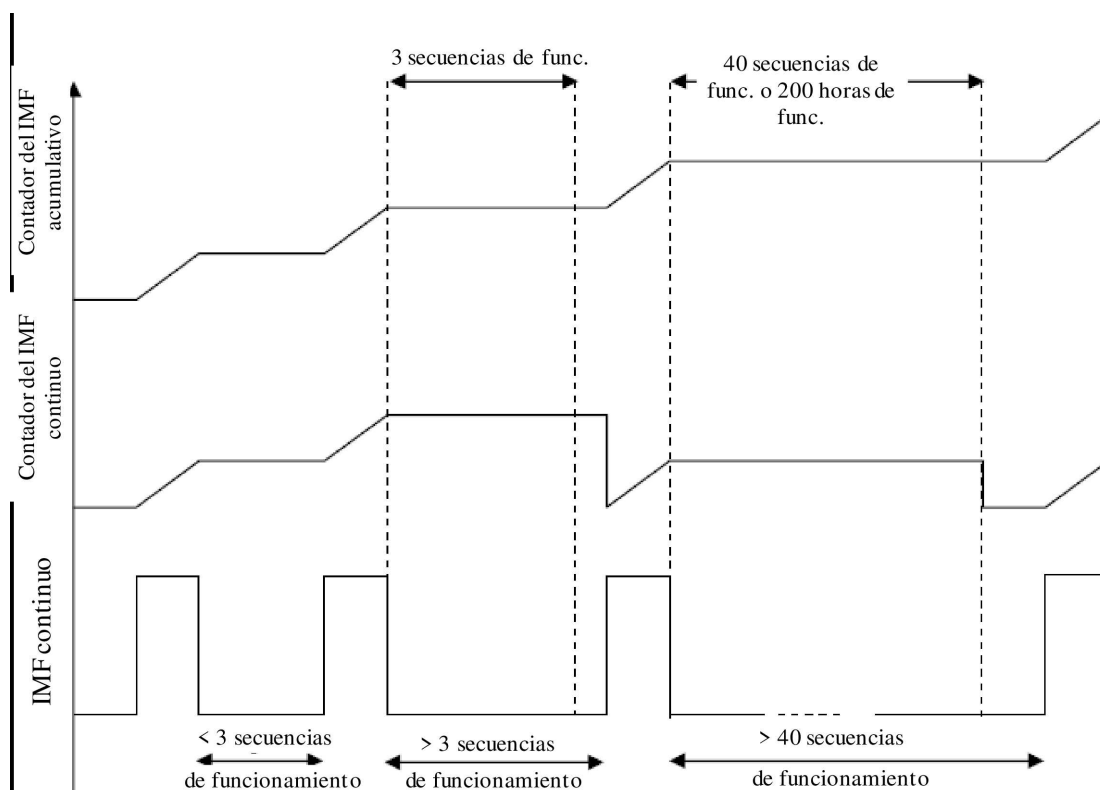 3 secuencias de func.
40 secuencias de
func. o 200 horas de
func.
Contador del IMF
acumulativo
Contador del IMF
continuo
IMF continuo
< 3 secuencias
de funcionamiento
> 3 secuencias
de funcionamiento
> 40 secuencias
de funcionamiento